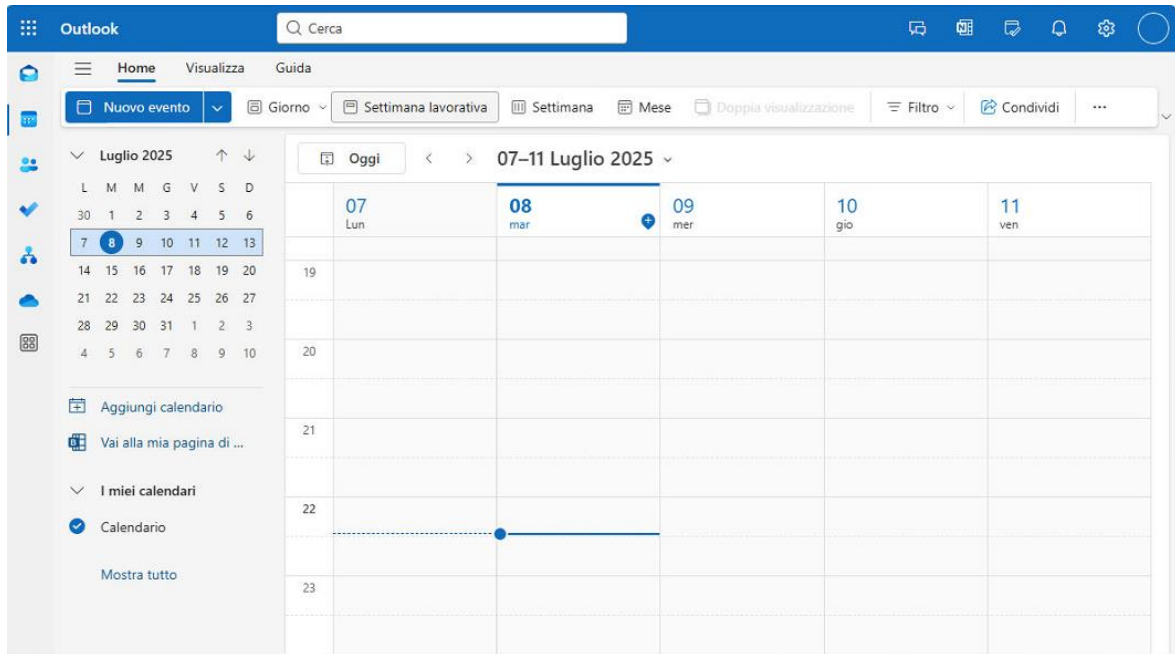 Outlook
Cerca
Home Visualizza Guida
Nuovo evento Giorno Settimana lavorativa Settimana Mese Doppia visualizzazione Filtro Condividi ...
Luglio 2025
L M M G V S D
30 1 2 3 4 5 6
7 8 9 10 11 12 13
14 15 16 17 18 19 20
21 22 23 24 25 26 27
28 29 30 31 1 2 3
4 5 6 7 8 9 10
Aggiungi calendario
Vai alla mia pagina di ...
I miei calendari
Calendario
Mostra tutto
Oggi 07–11 Luglio 2025
07 08 09 10 11
Lun mar mer gio ven
19
20
21
22
23